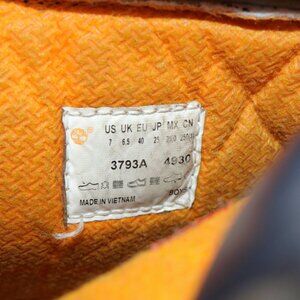 US UK EU JP MX CN
7 6.5 40 25
3793A 4930
MADE IN VIETNAM